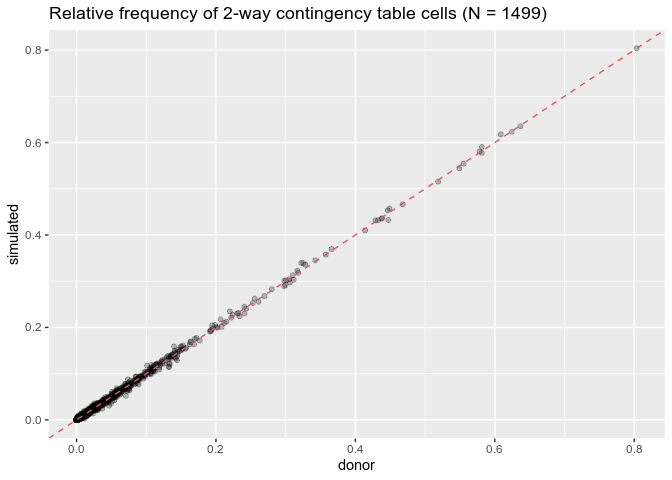 Relative frequency of 2-way contingency table cells (N = 1499)
0.8
0.6
0.4
0.2
0.0
simulated
0.0 0.2 0.4 0.6 0.8
donor